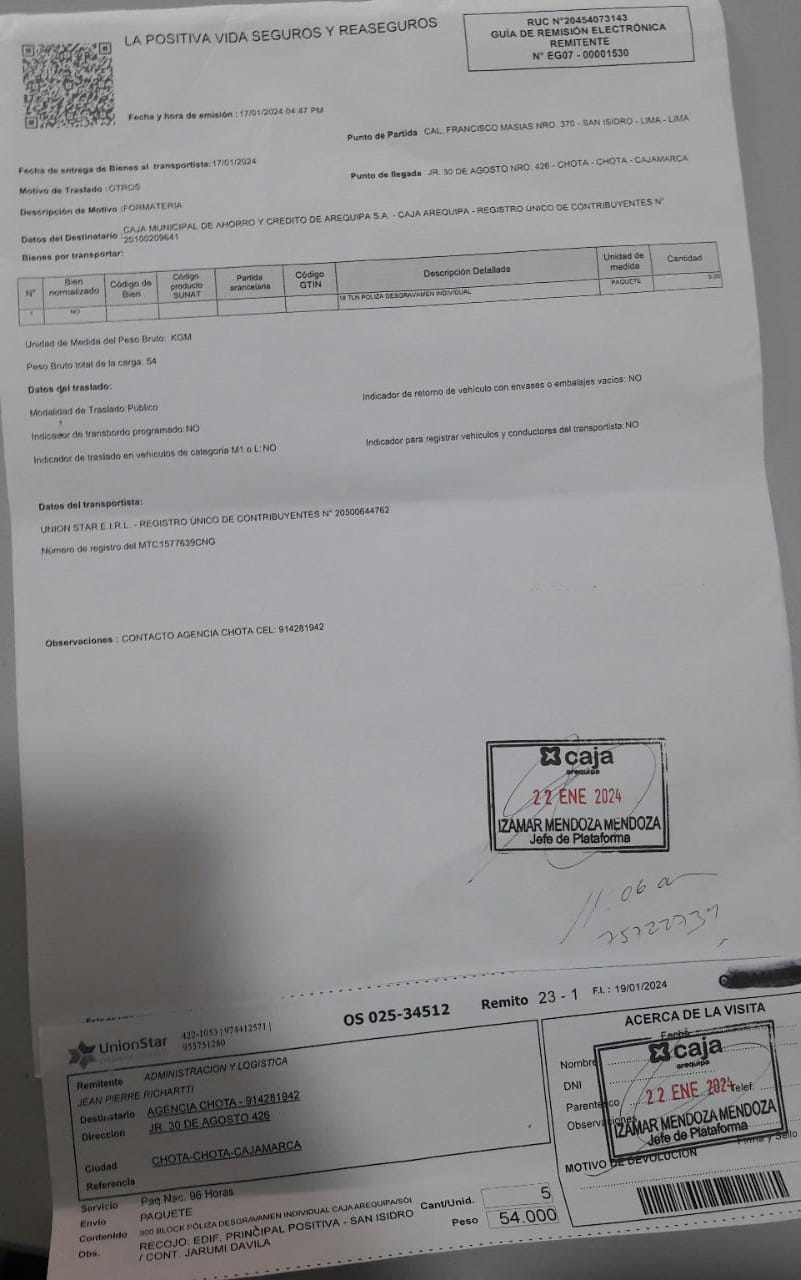 LA POSITIVA VIDA SEGUROS Y REASEGUROS
RUC N°20454073143
GUÍA DE REMISIÓN ELECTRÓNICA
REMITENTE
N° EG07 - 00001530
Fecha y hora de emisión : 17/01/2024 04:47 PM
Punto de Partida CAL. FRANCISCO MASIAS NRO. 370 - SAN ISIDRO - LIMA - LIMA
Fecha de entrega de Bienes al transportista:17/01/2024
Punto de llegada JR. 30 DE AGOSTO NRO. 426 - CHOTA - CHOTA - CAJAMARCA
Motivo de Traslado :OTROS
Descripción de Motivo :FORMATERIA
Datos del Destinatario :CAJA MUNICIPAL DE AHORRO Y CREDITO DE AREQUIPA S.A. - CAJA AREQUIPA - REGISTRO ÚNICO DE CONTRIBUYENTES N°
20100209641
Bienes por transportar:
N° Bien normalizado Código de Bien Código producto SUNAT Partida arancelaria Código GTIN Descripción Detallada Unidad de medida Cantidad
1 NO 18 TLN POLIZA DESGRAVAMEN INDIVIDUAL PAQUETE
Unidad de Medida del Peso Bruto: KGM
Peso Bruto total de la carga: 54
Datos del traslado:
Indicador de retorno de vehículo con envases o embalajes vacíos: NO
Modalidad de Traslado:Público
Indicador de transbordo programado:NO
Indicador para registrar vehículos y conductores del transportista:NO
Indicador de traslado en vehículos de categoría M1 o L:NO
Datos del transportista:
UNION STAR E.I.R.L. - REGISTRO ÚNICO DE CONTRIBUYENTES N° 20500644762
Número de registro del MTC:1577639CNG
Observaciones : CONTACTO AGENCIA CHOTA CEL: 914281942
caja
arequipa
22 ENE 2024
IZAMAR MENDOZA MENDOZA
Jefe de Plataforma
11:06 a
75722739
UnionStar
422-1053 | 974412571 |
953751280
OS 025-34512
Remito 23 - 1
F.I.: 19/01/2024
Remitente ADMINISTRACION Y LOGISTICA
JEAN PIERRE RICHARTTI
Destinatario AGENCIA CHOTA - 914281942
Direccion JR. 30 DE AGOSTO 426
Ciudad CHOTA-CHOTA-CAJAMARCA
Referencia
Servicio Paq Nac. 96 Horas
Envio PAQUETE
Contenido 900 BLOCK POLIZA DESGRAVAMEN INDIVIDUAL CAJA AREQUIPA/SOl
Obs. RECOJO: EDIF. PRINCIPAL POSITIVA - SAN ISIDRO
/ CONT. JARUMI DAVILA
Cant/Unid. 5
Peso 54.000
ACERCA DE LA VISITA
Fecha
Nombre
DNI
Telef.
Parentesco
Observaciones
caja
arequipa
22 ENE 2024
IZAMAR MENDOZA MENDOZA
Jefe de Plataforma
Firma y Sello
MOTIVO DE DEVOLUCION